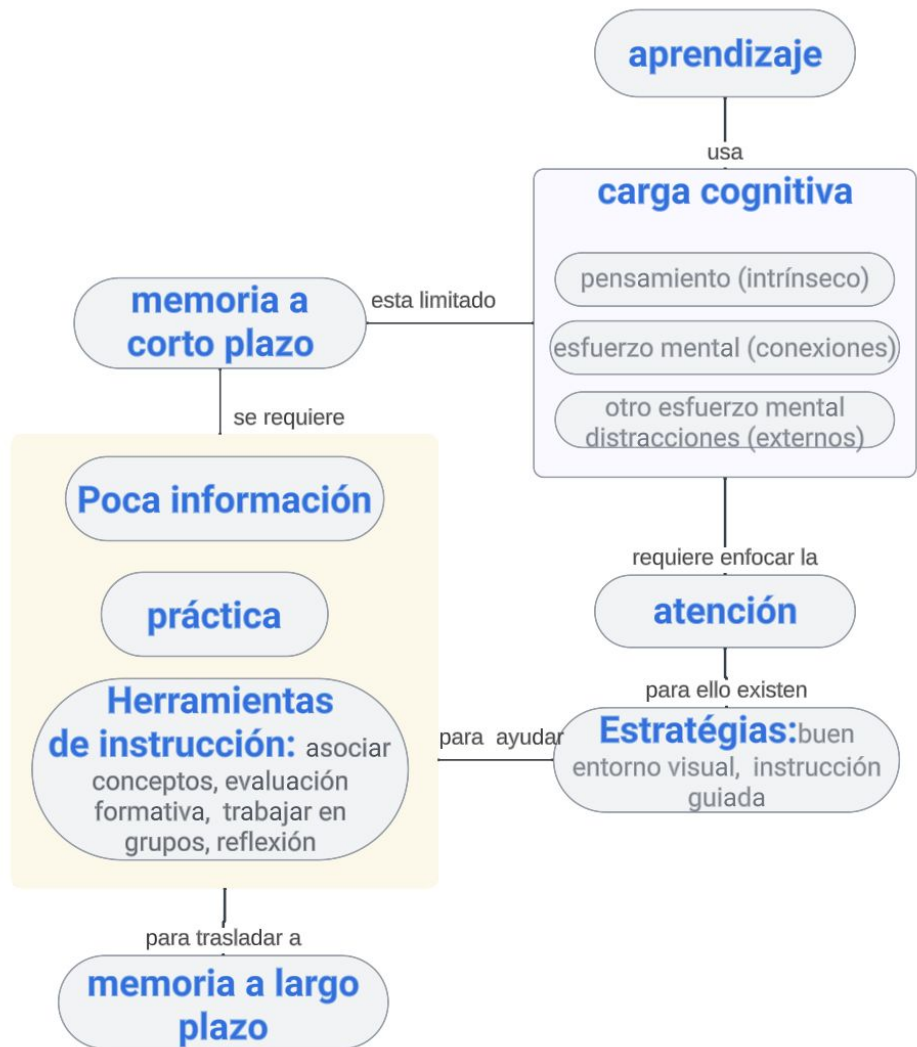 aprendizaje
usa
carga cognitiva
pensamiento (intrínseco)
esfuerzo mental (conexiones)
otro esfuerzo mental
distracciones (externos)
esta limitado
memoria a
corto plazo
se requiere
Poca información
práctica
Herramientas
de instrucción: asociar
conceptos, evaluación
formativa, trabajar en
grupos, reflexión
para trasladar a
memoria a largo
plazo
requiere enfocar la
atención
para ello existen
Estratégias:buen
entorno visual, instrucción
guiada
para ayudar